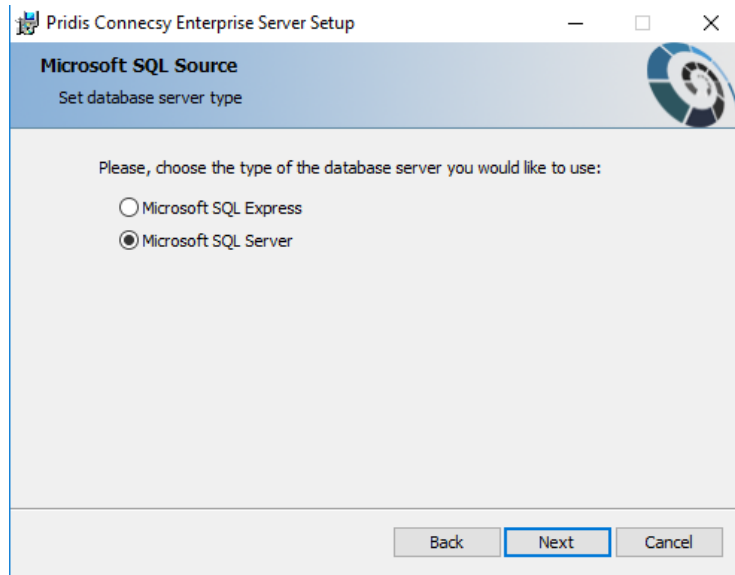 Pridis Connecsy Enterprise Server Setup
Microsoft SQL Source
Set database server type
Please, choose the type of the database server you would like to use:
Microsoft SQL Express
Microsoft SQL Server
Back Next Cancel